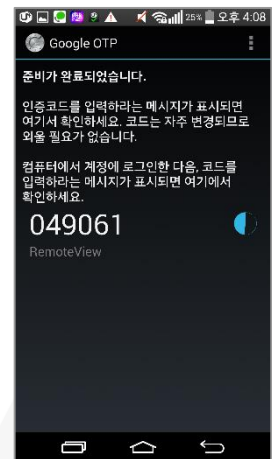 25% 오후 4:08
Google OTP
준비가 완료되었습니다.
인증코드를 입력하라는 메시지가 표시되면
여기서 확인하세요. 코드는 자주 변경되므로
외울 필요가 없습니다.
컴퓨터에서 계정에 로그인한 다음, 코드를
입력하라는 메시지가 표시되면 여기에서
확인하세요.
049061
RemoteView